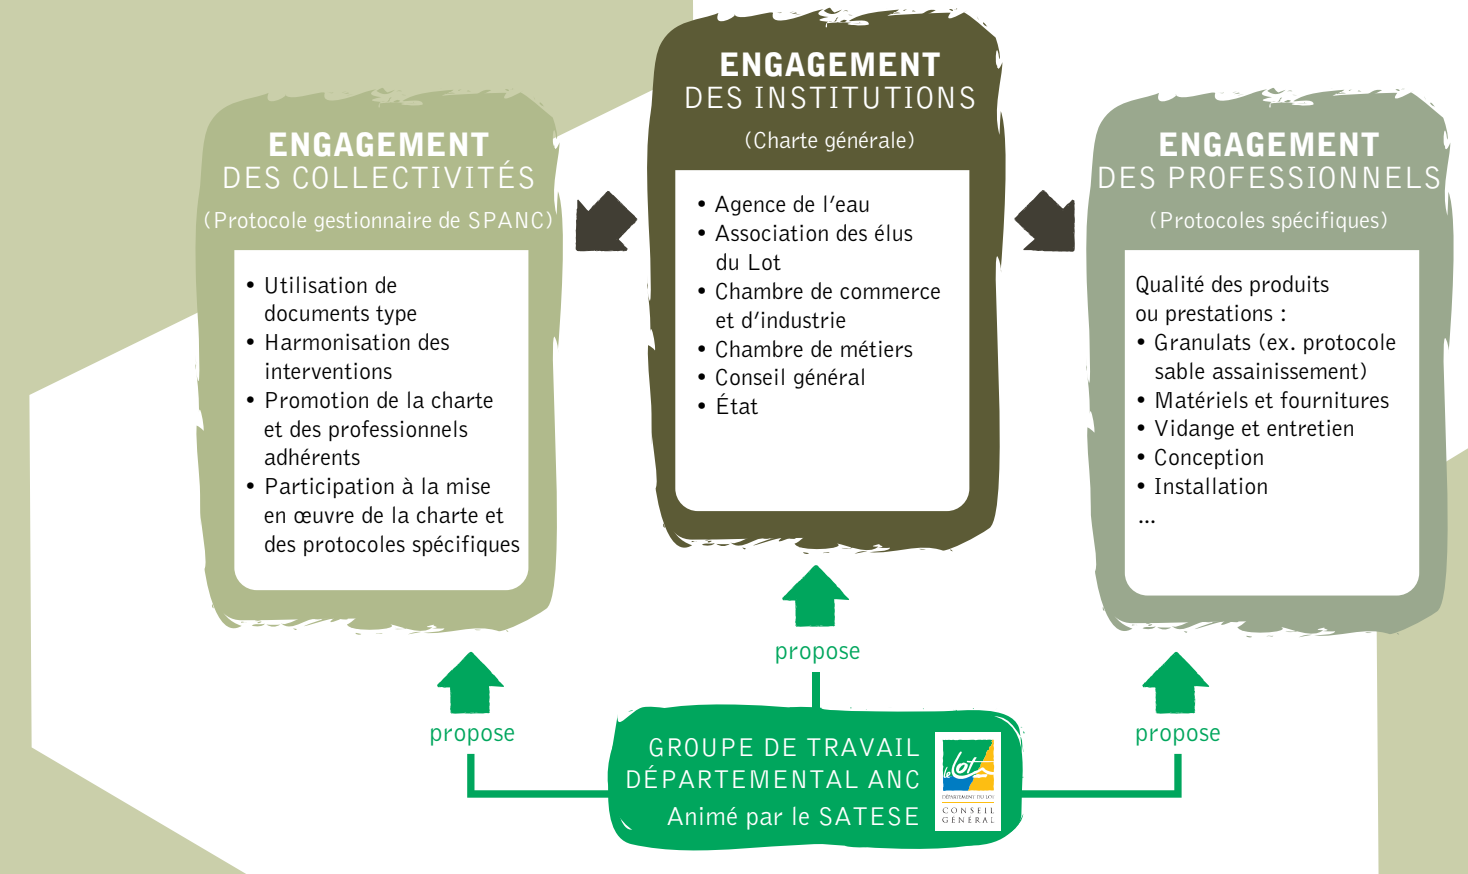 ENGAGEMENT
DES COLLECTIVITÉS
(Protocole gestionnaire de SPANC)
• Utilisation de
documents type
• Harmonisation des
interventions
• Promotion de la charte
et des professionnels
adhérents
• Participation à la mise
en œuvre de la charte et
des protocoles spécifiques
ENGAGEMENT
DES INSTITUTIONS
(Charte générale)
• Agence de l'eau
• Association des élus
du Lot
• Chambre de commerce
et d'industrie
• Chambre de métiers
• Conseil général
• État
ENGAGEMENT
DES PROFESSIONNELS
(Protocoles spécifiques)
Qualité des produits
ou prestations :
• Granulats (ex. protocole
sable assainissement)
• Matériels et fournitures
• Vidange et entretien
• Conception
• Installation
...
propose
propose
propose
GROUPE DE TRAVAIL
DÉPARTEMENTAL ANC
Animé par le SATESE
le Lot
DÉPARTEMENT DU LOT
CONSEIL
GÉNÉRAL